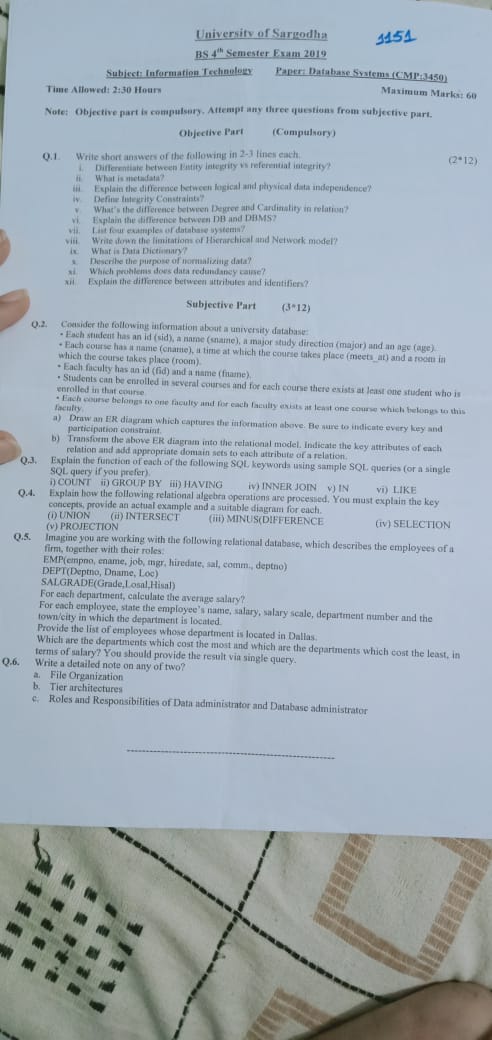 University of Sargodha
1151
BS 4th Semester Exam 2019
Subject: Information Technology Paper: Database Systems (CMP:3450)
Time Allowed: 2:30 Hours Maximum Marks: 60
Note: Objective part is compulsory. Attempt any three questions from subjective part.
Objective Part (Compulsory)
Q.1. Write short answers of the following in 2-3 lines each. (2*12)
i. Differentiate between Entity integrity vs referential integrity?
ii. What is metadata?
iii. Explain the difference between logical and physical data independence?
iv. Define Integrity Constraints?
v. What's the difference between Degree and Cardinality in relation?
vi. Explain the difference between DB and DBMS?
vii. List four examples of database systems?
viii. Write down the limitations of Hierarchical and Network model?
ix. What is Data Dictionary?
x. Describe the purpose of normalizing data?
xi. Which problems does data redundancy cause?
xii. Explain the difference between attributes and identifiers?
Subjective Part (3*12)
Q.2. Consider the following information about a university database:
• Each student has an id (sid), a name (sname), a major study direction (major) and an age (age).
• Each course has a name (cname), a time at which the course takes place (meets_at) and a room in
which the course takes place (room).
• Each faculty has an id (fid) and a name (fname).
• Students can be enrolled in several courses and for each course there exists at least one student who is
enrolled in that course.
• Each course belongs to one faculty and for each faculty exists at least one course which belongs to this
faculty.
a) Draw an ER diagram which captures the information above. Be sure to indicate every key and
participation constraint.
b) Transform the above ER diagram into the relational model. Indicate the key attributes of each
relation and add appropriate domain sets to each attribute of a relation.
Q.3. Explain the function of each of the following SQL keywords using sample SQL queries (or a single
SQL query if you prefer).
i) COUNT ii) GROUP BY iii) HAVING iv) INNER JOIN v) IN vi) LIKE
Q.4. Explain how the following relational algebra operations are processed. You must explain the key
concepts, provide an actual example and a suitable diagram for each.
(i) UNION (ii) INTERSECT (iii) MINUS(DIFFERENCE (iv) SELECTION
(v) PROJECTION
Q.5. Imagine you are working with the following relational database, which describes the employees of a
firm, together with their roles:
EMP(empno, ename, job, mgr, hiredate, sal, comm., deptno)
DEPT(Deptno, Dname, Loc)
SALGRADE(Grade,Losal,Hisal)
For each department, calculate the average salary?
For each employee, state the employee's name, salary, salary scale, department number and the
town/city in which the department is located.
Provide the list of employees whose department is located in Dallas.
Which are the departments which cost the most and which are the departments which cost the least, in
terms of salary? You should provide the result via single query.
Q.6. Write a detailed note on any of two?
a. File Organization
b. Tier architectures
c. Roles and Responsibilities of Data administrator and Database administrator